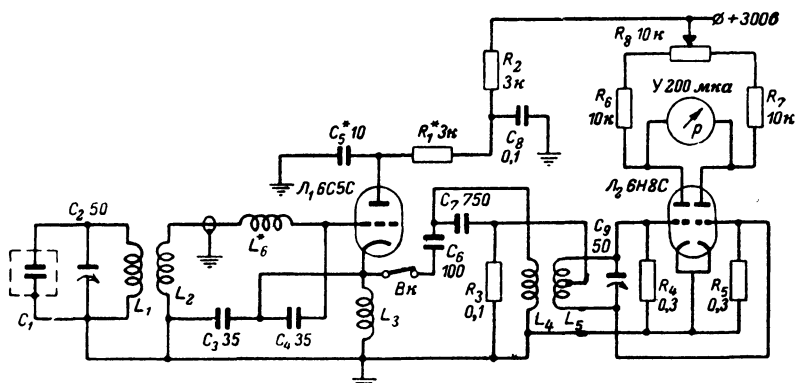 Ø +300в
R8 10к
R2
3к
У 200 мка
R6
10к
R7
10к
P
C5* 10
R1* 3к
C8
0,1
Л1 6С5С
Л2 6Н8С
C2 50
C7 750
C9
50
L6*
C6
100
Вк
R3
0,1
R4
0,3
R5
0,3
L1
L2
L3
L4
L5
C1
C3 35
C4 35